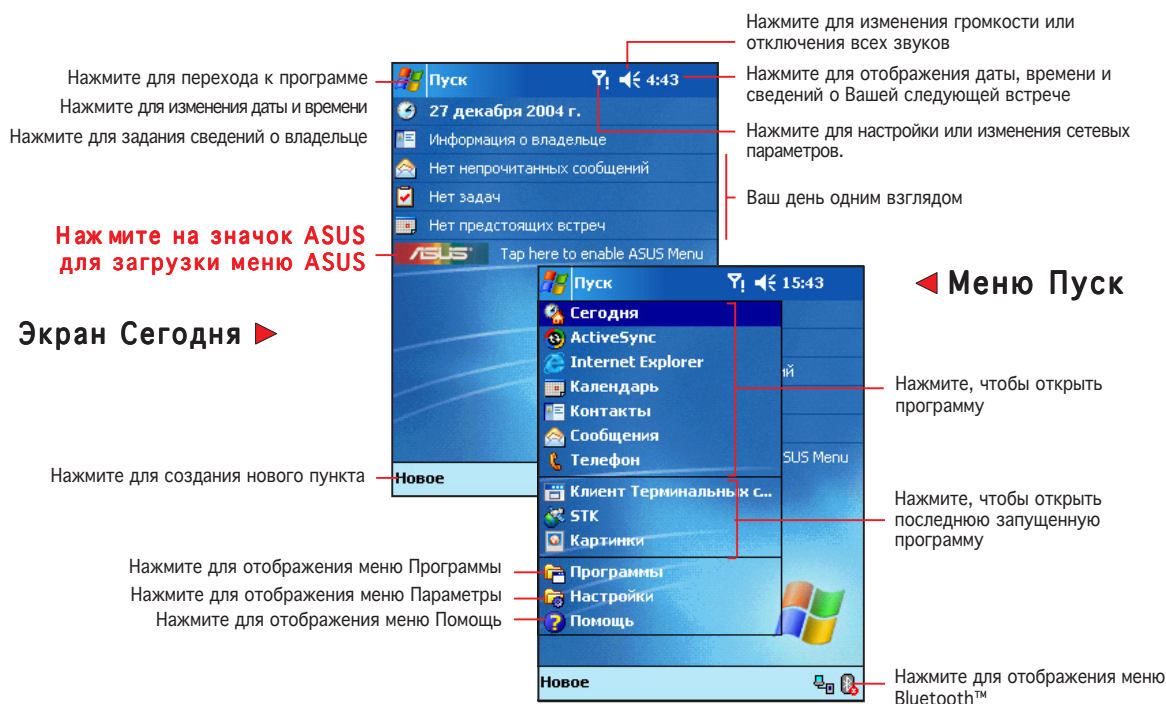 Нажмите для изменения громкости или
отключения всех звуков
Нажмите для перехода к программе
Нажмите для изменения даты и времени
Нажмите для задания сведений о владельце
Пуск
4:43
27 декабря 2004 г.
Информация о владельце
Нет непрочитанных сообщений
Нет задач
Нет предстоящих встреч
ASUS
Tap here to enable ASUS Menu
Нажмите для отображения даты, времени и
сведений о Вашей следующей встрече
Нажмите для настройки или изменения сетевых
параметров.
Ваш день одним взглядом
Нажмите на значок ASUS
для загрузки меню ASUS
Экран Сегодня
Меню Пуск
Пуск
15:43
Сегодня
ActiveSync
Internet Explorer
ий
Календарь
Контакты
Сообщения
Телефон
SUS Menu
Нажмите, чтобы открыть
программу
Нажмите для создания нового пункта
Новое
Клиент Терминальных с...
STK
Картинки
Нажмите, чтобы открыть
последнюю запущенную
программу
Нажмите для отображения меню Программы
Нажмите для отображения меню Параметры
Нажмите для отображения меню Помощь
Программы
Настройки
Помощь
Новое
Нажмите для отображения меню
Bluetooth™